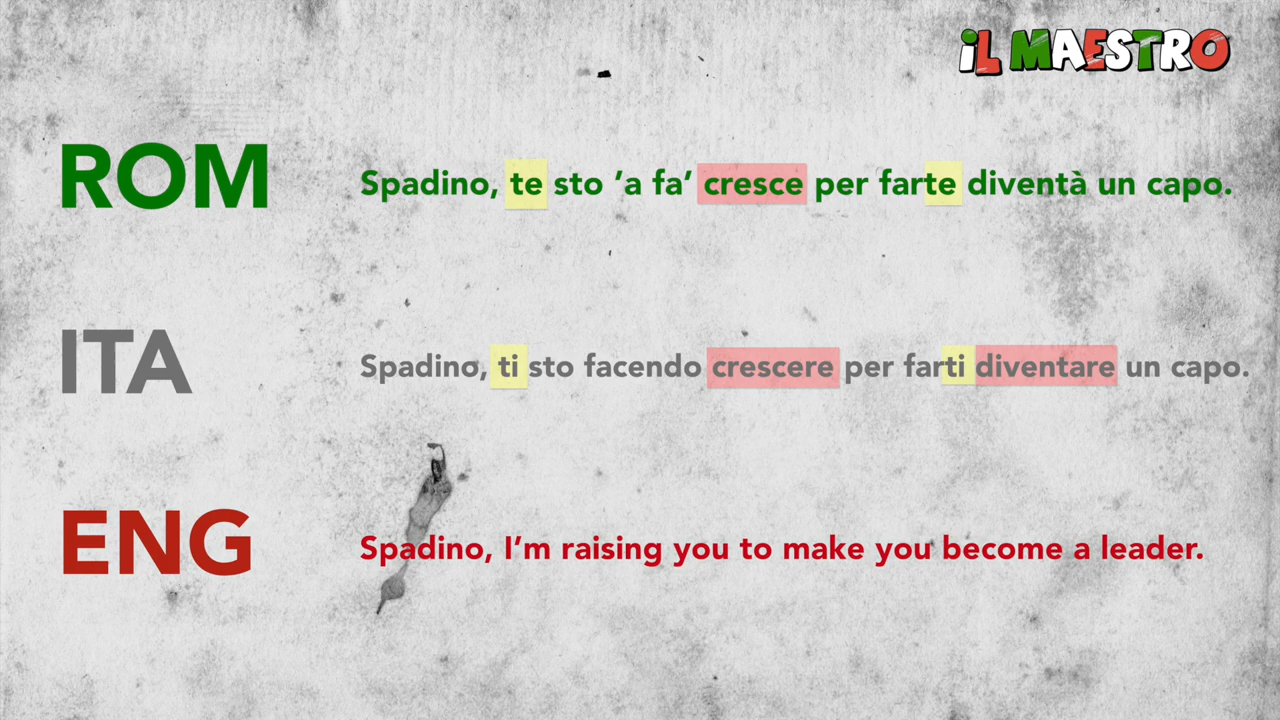 iL MAESTRO
ROM
Spadino, te sto ’a fa’ cresce per farte diventà un capo.
ITA
Spadino, ti sto facendo crescere per farti diventare un capo.
ENG
Spadino, I’m raising you to make you become a leader.